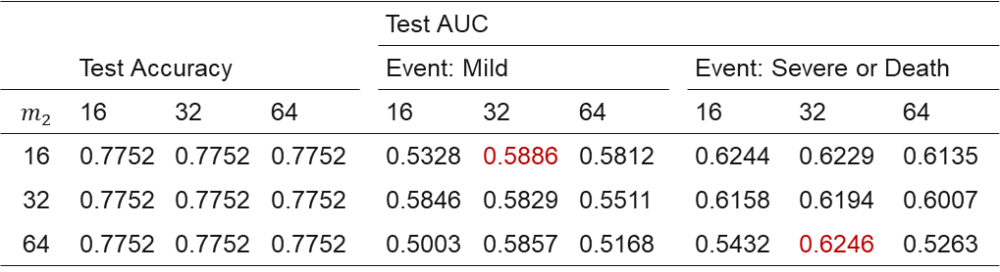 Test AUC
Test Accuracy Event: Mild Event: Severe or Death
m₂ 16 32 64 16 32 64 16 32 64
16 0.7752 0.7752 0.7752 0.5328 0.5886 0.5812 0.6244 0.6229 0.6135
32 0.7752 0.7752 0.7752 0.5846 0.5829 0.5511 0.6158 0.6194 0.6007
64 0.7752 0.7752 0.7752 0.5003 0.5857 0.5168 0.5432 0.6246 0.5263